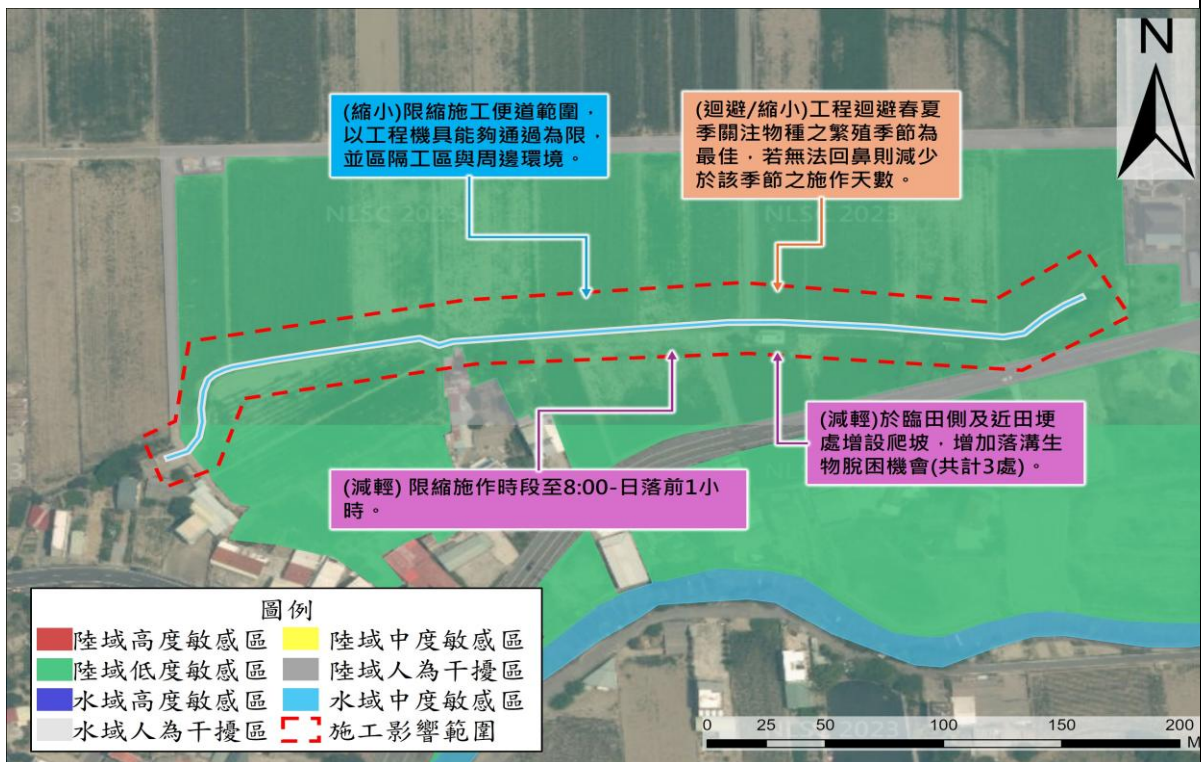 N
(縮小)限縮施工便道範圍，
以工程機具能夠通過為限，
並區隔工區與周邊環境。
(迴避/縮小)工程迴避春夏
季關注物種之繁殖季節為
最佳，若無法回鼻則減少
於該季節之施作天數。
NLSC 2023
NLSC 2023
3
(減輕)於臨田側及近田埂
處增設爬坡，增加落溝生
物脫困機會(共計3處)。
(減輕) 限縮施作時段至8:00-日落前1小
時。
圖例
陸域高度敏感區
陸域中度敏感區
陸域低度敏感區
陸域人為干擾區
水域高度敏感區
水域中度敏感區
水域人為干擾區
施工影響範圍
0 25 50 100 150 200
M